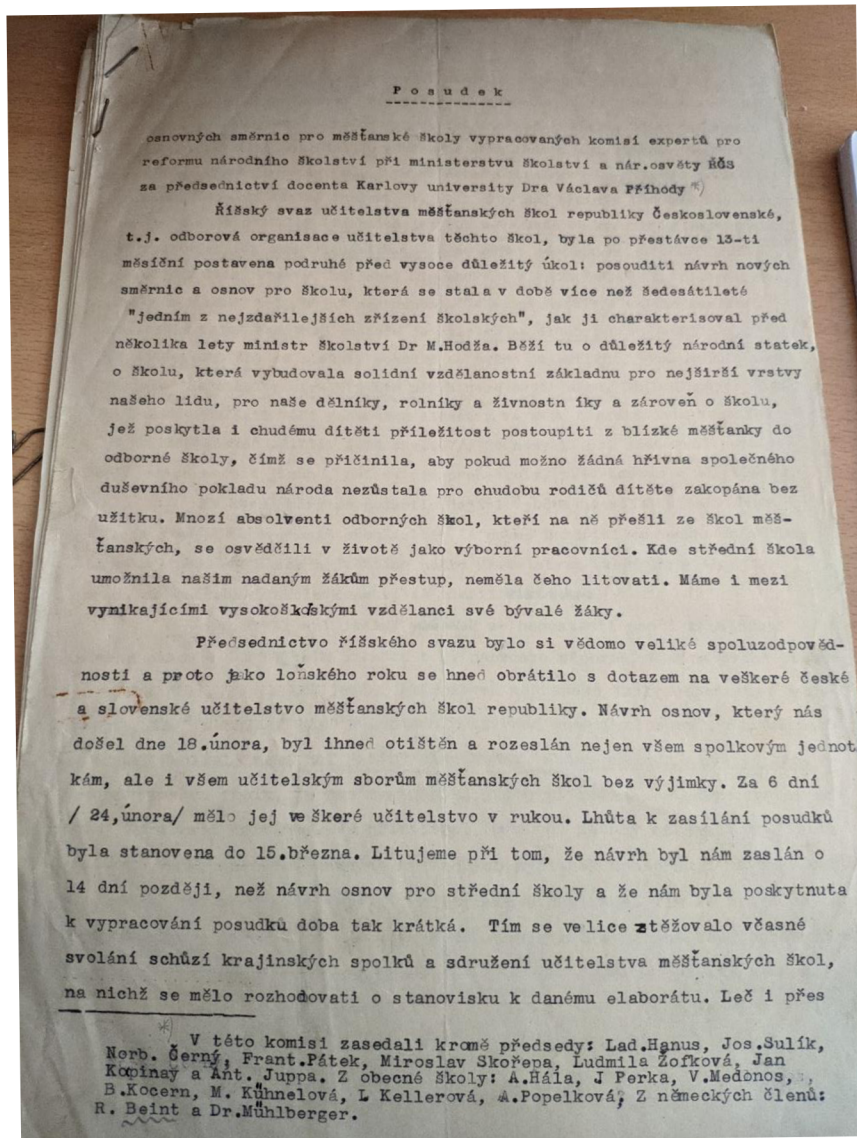 Posudek
osnovných směrnic pro měšťanské školy vypracovaných komisí expertů pro
reformu národního školství při ministerstvu školství a nár.osvěty RČS
za předsednictví docenta Karlovy university Dra Václava Příhody *)
Říšský svaz učitelstva měšťanských škol republiky Československé,
t.j. odborová organisace učitelstva těchto škol, byla po přestávce 13-ti
měsíční postavena podruhé před vysoce důležitý úkol: posouditi návrh nových
směrnic a osnov pro školu, která se stala v době více než šedesátileté
"jedním z nejzdařilejších zřízení školských", jak ji charakterisoval před
několika lety ministr školství Dr M.Hodža. Běží tu o důležitý národní statek,
o školu, která vybudovala solidní vzdělanostní základnu pro nejširší vrstvy
našeho lidu, pro naše dělníky, rolníky a živnostn íky a zároveň o školu,
jež poskytla i chudému dítěti příležitost postoupiti z blízké měšťanky do
odborné školy, čímž se přičinila, aby pokud možno žádná hřivna společného
duševního pokladu národa nezůstala pro chudobu rodičů dítěte zakopána bez
užitku. Mnozí absolventi odborných škol, kteří na ně přešli ze škol měš-
ťanských, se osvědčili v životě jako výborní pracovníci. Kde střední škola
umožnila našim nadaným žákům přestup, neměla čeho litovati. Máme i mezi
vynikajícími vysokoškolskými vzdělanci své bývalé žáky.
Předsednictvo říšského svazu bylo si vědomo veliké spoluzodpověd-
nosti a proto jako loňského roku se hned obrátilo s dotazem na veškeré české
a slovenské učitelstvo měšťanských škol republiky. Návrh osnov, který nás
došel dne 18.února, byl ihned otištěn a rozeslán nejen všem spolkovým jednot
kám, ale i všem učitelským sborům měšťanských škol bez výjimky. Za 6 dní
/ 24,února/ mělo jej ve škeré učitelstvo v rukou. Lhůta k zasílání posudků
byla stanovena do 15.března. Litujeme při tom, že návrh byl nám zaslán o
14 dní později, než návrh osnov pro střední školy a že nám byla poskytnuta
k vypracování posudků doba tak krátká. Tím se velice ztěžovalo včasné
svolání schůzí krajinských spolků a sdružení učitelstva měšťanských škol,
na nichž se mělo rozhodovati o stanovisku k danému elaborátu. Leč i přes
*)
V této komisi zasedali kromě předsedy: Lad.Hanus, Jos.Sulík,
Norb. Černý, Frant.Pátek, Miroslav Skořepa, Ludmila Žofková, Jan
Kopinay a Ant. Juppa. Z obecné školy: A.Hála, J Perka, V.Medonos, ,
B.Kocern, M. Kühnelová, L Kellerová, A.Popelková, Z německých členů:
R. Beint a Dr.Mühlberger.